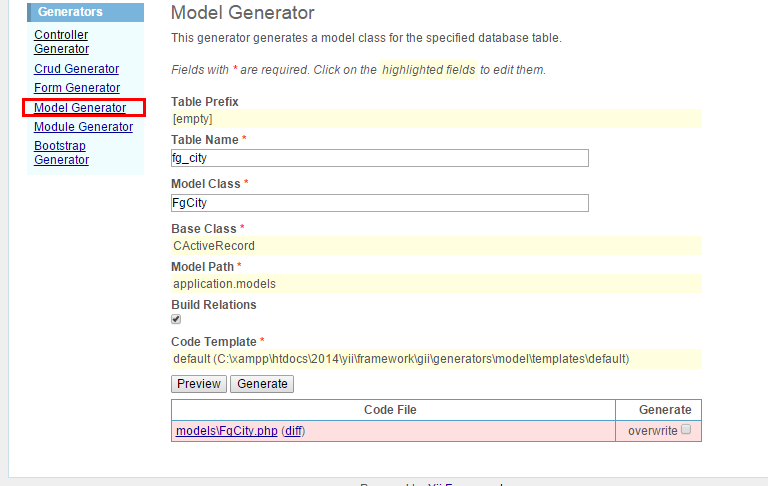 Generators
Controller
Generator
Crud Generator
Form Generator
Model Generator
Module Generator
Bootstrap
Generator
Model Generator
This generator generates a model class for the specified database table.
Fields with * are required. Click on the highlighted fields to edit them.
Table Prefix
[empty]
Table Name *
fg_city
Model Class *
FgCity
Base Class *
CActiveRecord
Model Path *
application.models
Build Relations
Code Template *
default (C:\xampp\htdocs\2014\yii\framework\gii\generators\model\templates\default)
Preview Generate
Code File Generate
models\FgCity.php (diff) overwrite